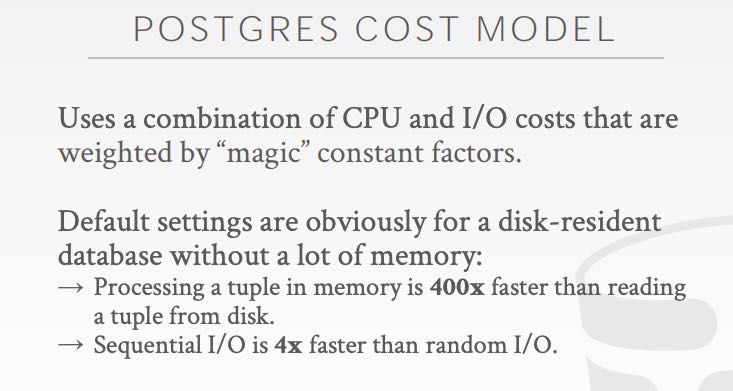 POSTGRES COST MODEL
Uses a combination of CPU and I/O costs that are
weighted by “magic” constant factors.
Default settings are obviously for a disk-resident
database without a lot of memory:
→ Processing a tuple in memory is 400x faster than reading
a tuple from disk.
→ Sequential I/O is 4x faster than random I/O.